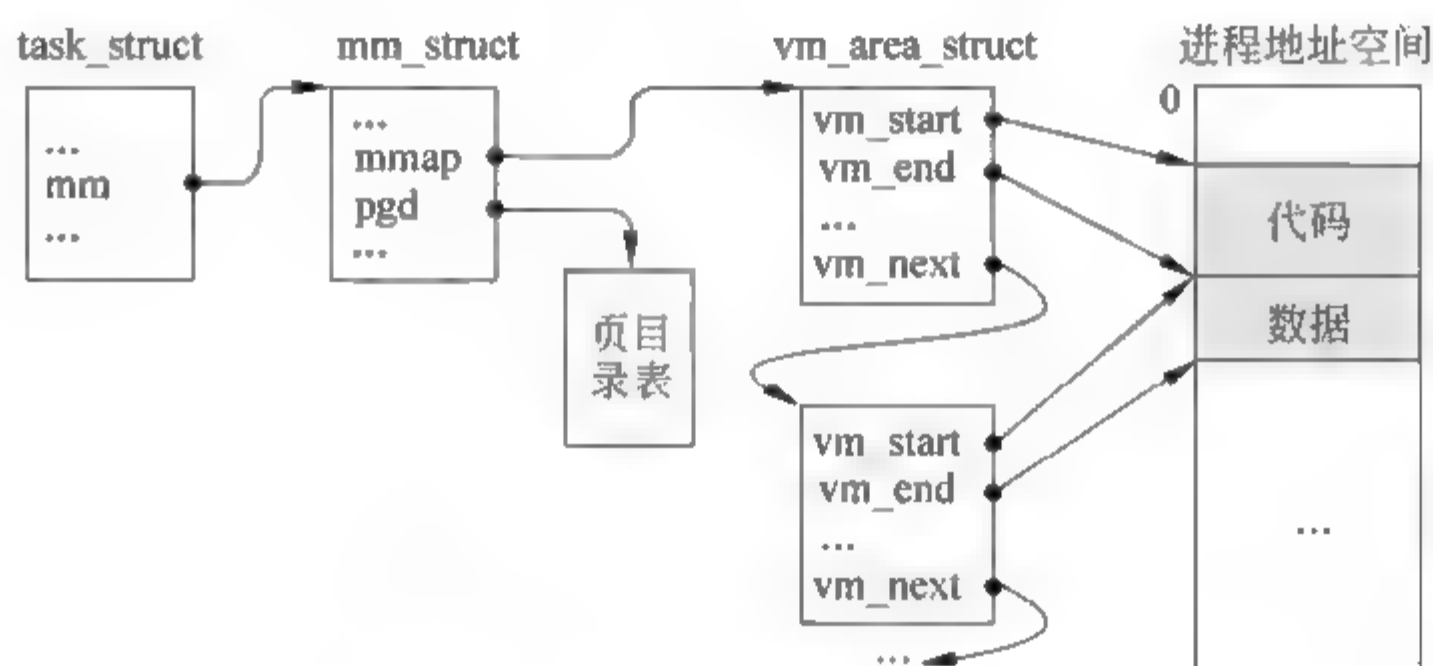 task_struct
mm_struct
vm_area_struct
进程地址空间
...
mm
...
...
mmap
pgd
...
页目
录表
vm_start
vm_end
...
vm_next
vm_start
vm_end
...
vm_next
...
0
代码
数据
...